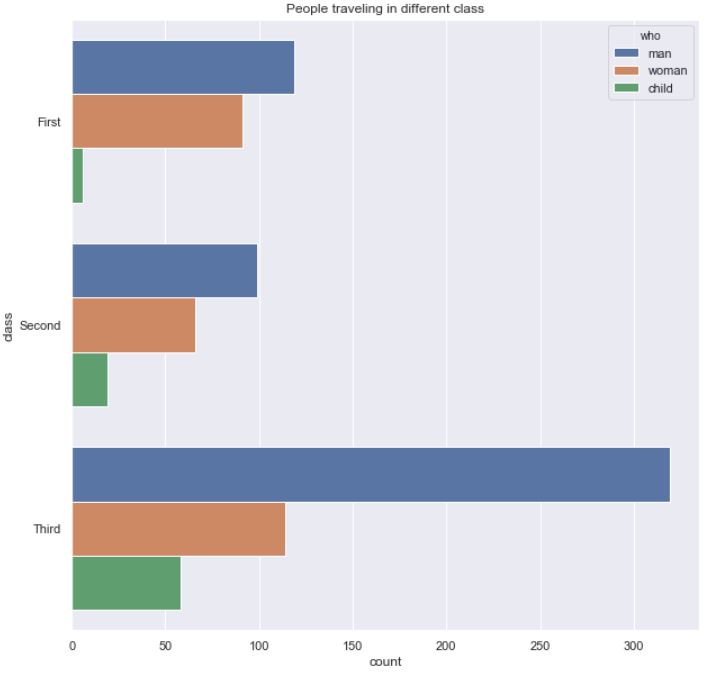 People traveling in different class
who
man
woman
child
First
Second
Third
class
0 50 100 150 200 250 300
count